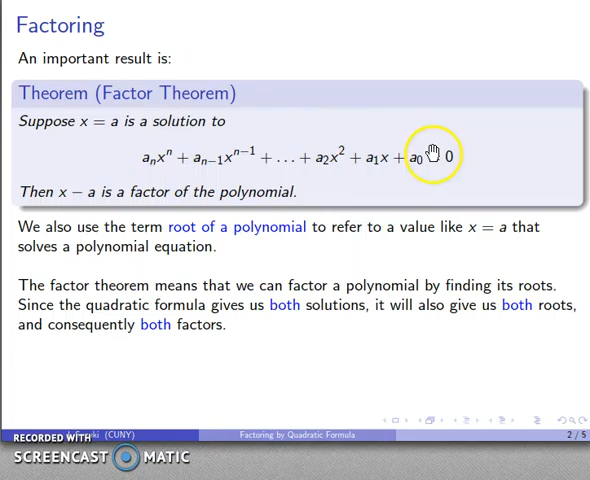 Factoring
An important result is:
Theorem (Factor Theorem)
Suppose x = a is a solution to
aₙxⁿ + aₙ₋₁xⁿ⁻¹ + … + a₂x² + a₁x + a₀ 0
Then x − a is a factor of the polynomial.
We also use the term root of a polynomial to refer to a value like x = a that
solves a polynomial equation.
The factor theorem means that we can factor a polynomial by finding its roots.
Since the quadratic formula gives us both solutions, it will also give us both roots,
and consequently both factors.
(CUNY) Factoring by Quadratic Formula 2 / 5
RECORDED WITH
SCREENCAST MATIC